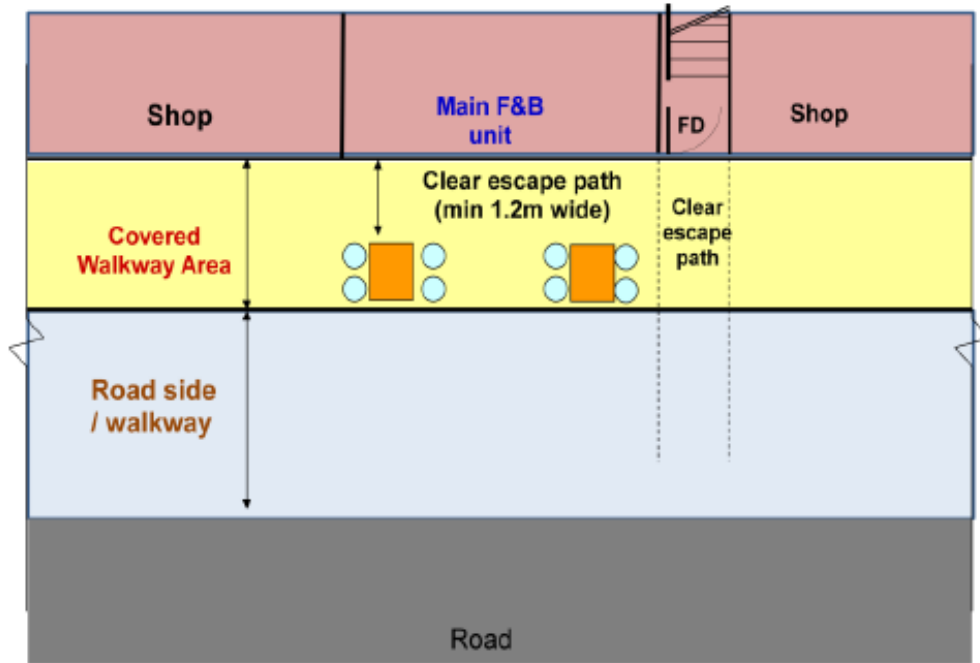 Shop
Main F&B
unit
FD
Shop
Clear escape path
(min 1.2m wide)
Clear
escape
path
Covered
Walkway Area
Road side
/ walkway
Road